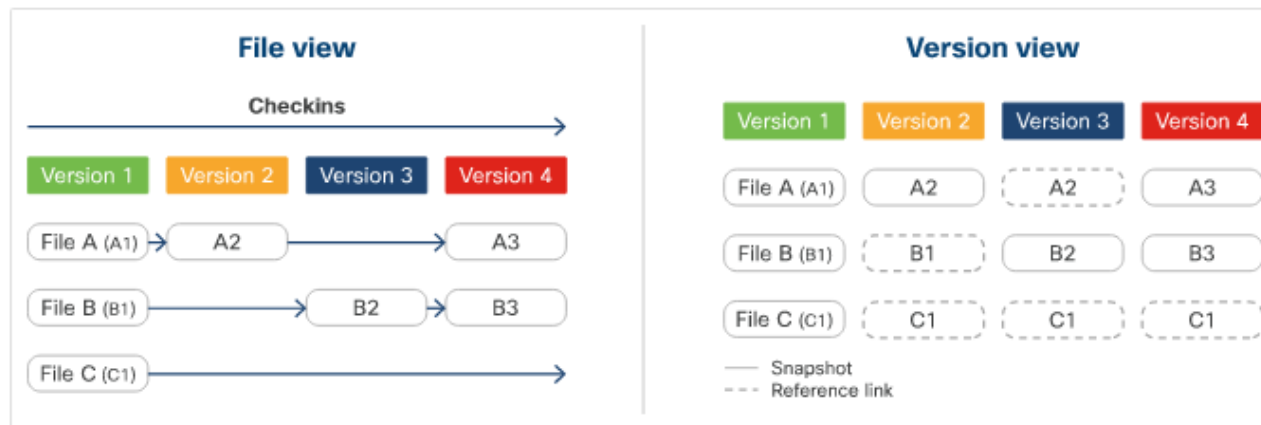 File view
Checkins
Version 1 Version 2 Version 3 Version 4
File A (A1) A2 A3
File B (B1) B2 B3
File C (C1)
Version view
Version 1 Version 2 Version 3 Version 4
File A (A1) A2 A2 A3
File B (B1) B1 B2 B3
File C (C1) C1 C1 C1
Snapshot
Reference link